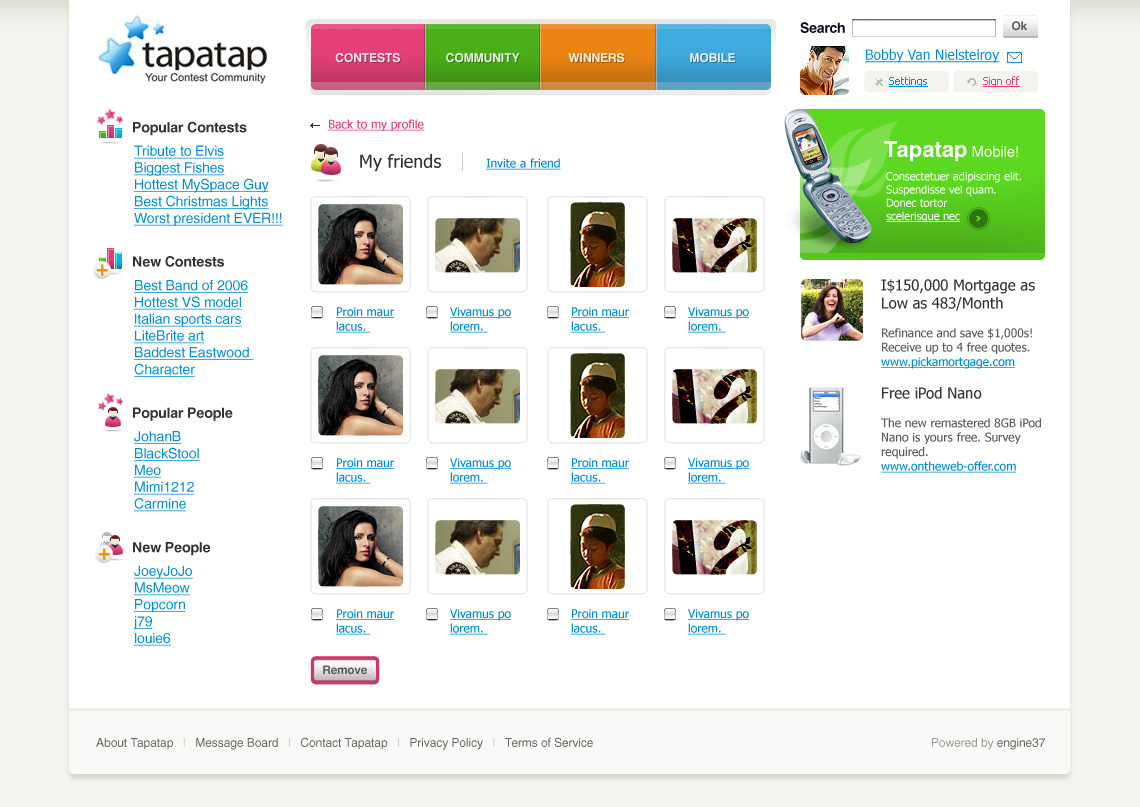 tapatap
Your Contest Community
CONTESTS
COMMUNITY
WINNERS
MOBILE
Search
Ok
Bobby Van Nielstelroy
Settings
Sign off
Popular Contests
Tribute to Elvis
Biggest Fishes
Hottest MySpace Guy
Best Christmas Lights
Worst president EVER!!!
New Contests
Best Band of 2006
Hottest VS model
Italian sports cars
LiteBrite art
Baddest Eastwood
Character
Popular People
JohanB
BlackStool
Meo
Mimi1212
Carmine
New People
JoeyJoJo
MsMeow
Popcorn
j79
louie6
← Back to my profile
My friends
Invite a friend
Proin maur
lacus.
Vivamus po
lorem.
Proin maur
lacus.
Vivamus po
lorem.
Proin maur
lacus.
Vivamus po
lorem.
Proin maur
lacus.
Vivamus po
lorem.
Proin maur
lacus.
Vivamus po
lorem.
Proin maur
lacus.
Vivamus po
lorem.
Remove
Tapatap Mobile!
Consectetuer adipiscing elit.
Suspendisse vel quam.
Donec tortor
scelerisque nec
I$150,000 Mortgage as
Low as 483/Month
Refinance and save $1,000s!
Receive up to 4 free quotes.
www.pickamortgage.com
Free iPod Nano
The new remastered 8GB iPod
Nano is yours free. Survey
required.
www.ontheweb-offer.com
About Tapatap | Message Board | Contact Tapatap | Privacy Policy | Terms of Service
Powered by engine37